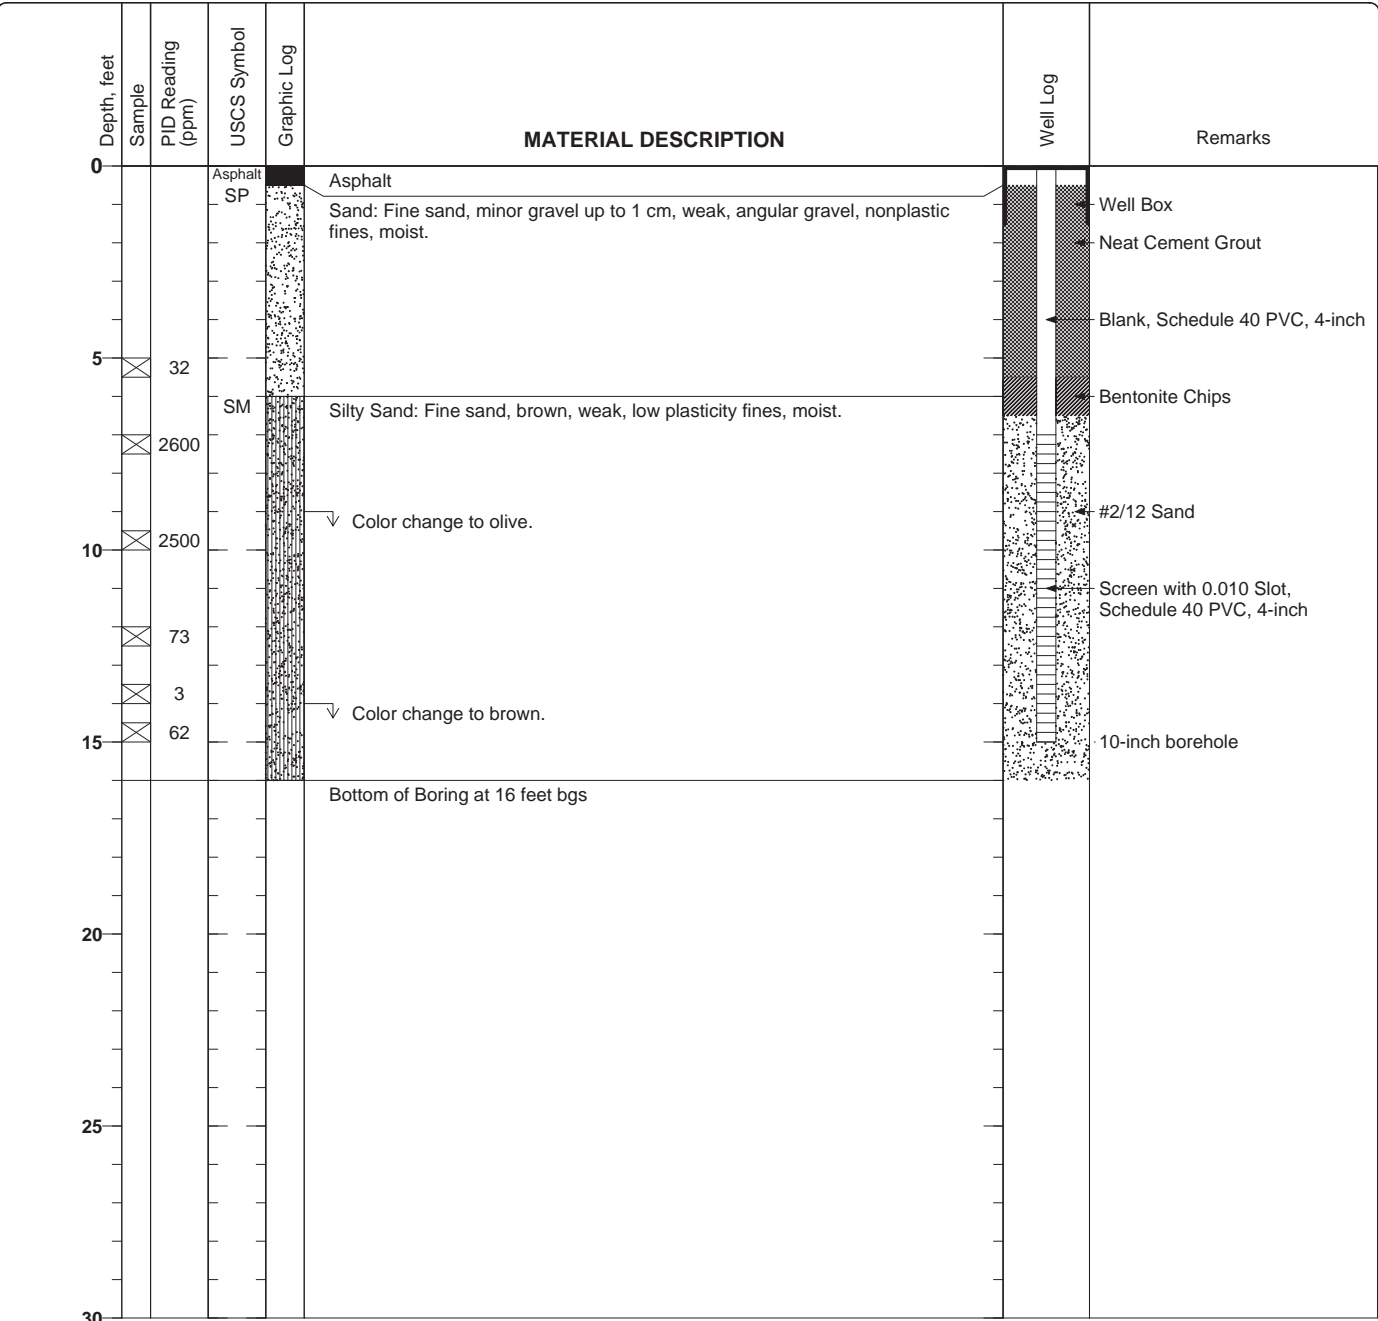 Depth, feet
Sample
PID Reading
(ppm)
USCS Symbol
Graphic Log
MATERIAL DESCRIPTION
Well Log
Remarks
0
Asphalt
Asphalt
SP
Sand: Fine sand, minor gravel up to 1 cm, weak, angular gravel, nonplastic
fines, moist.
Well Box
Neat Cement Grout
Blank, Schedule 40 PVC, 4-inch
5
32
SM
Silty Sand: Fine sand, brown, weak, low plasticity fines, moist.
Bentonite Chips
2600
Color change to olive.
#2/12 Sand
2500
10
Screen with 0.010 Slot,
Schedule 40 PVC, 4-inch
73
3
Color change to brown.
62
15
10-inch borehole
Bottom of Boring at 16 feet bgs
20
25
30